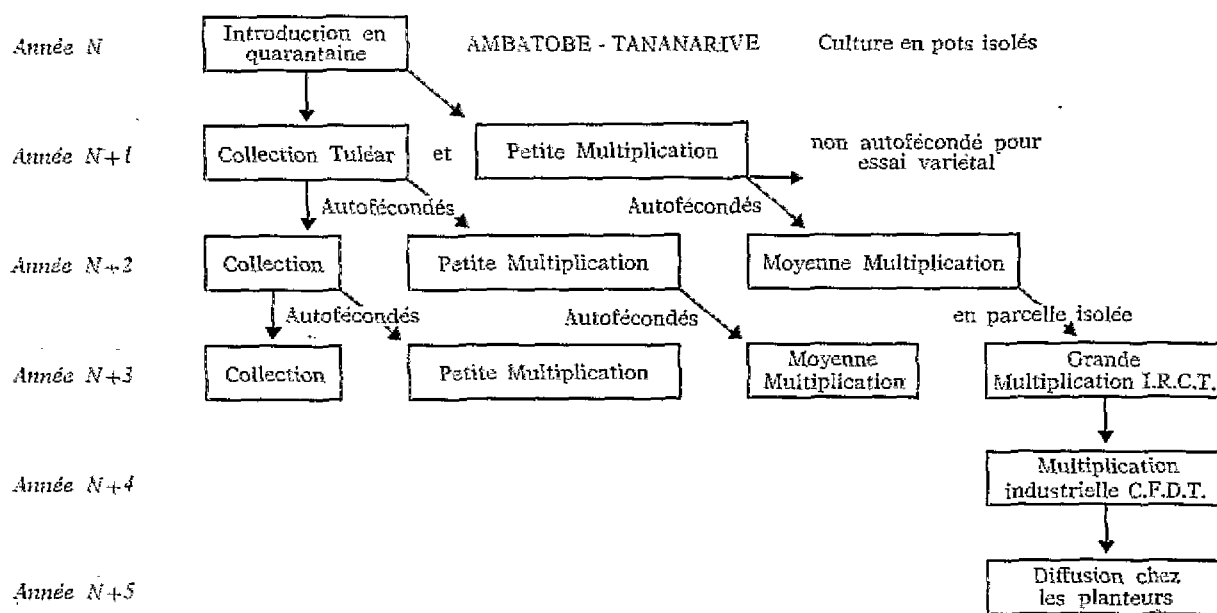 Année N
Introduction en
quarantaine
AMBATOBE - TANANARIVE
Culture en pots isolés
Année N+1
Collection Tuléar
et
Petite Multiplication
non autofécondé pour
essai variétal
Autofécondés
Autofécondés
Année N+2
Collection
Petite Multiplication
Moyenne Multiplication
Autofécondés
Autofécondés
en parcelle isolée
Année N+3
Collection
Petite Multiplication
Moyenne
Multiplication
Grande
Multiplication I.R.C.T.
Année N+4
Multiplication
industrielle C.F.D.T.
Année N+5
Diffusion chez
les planteurs